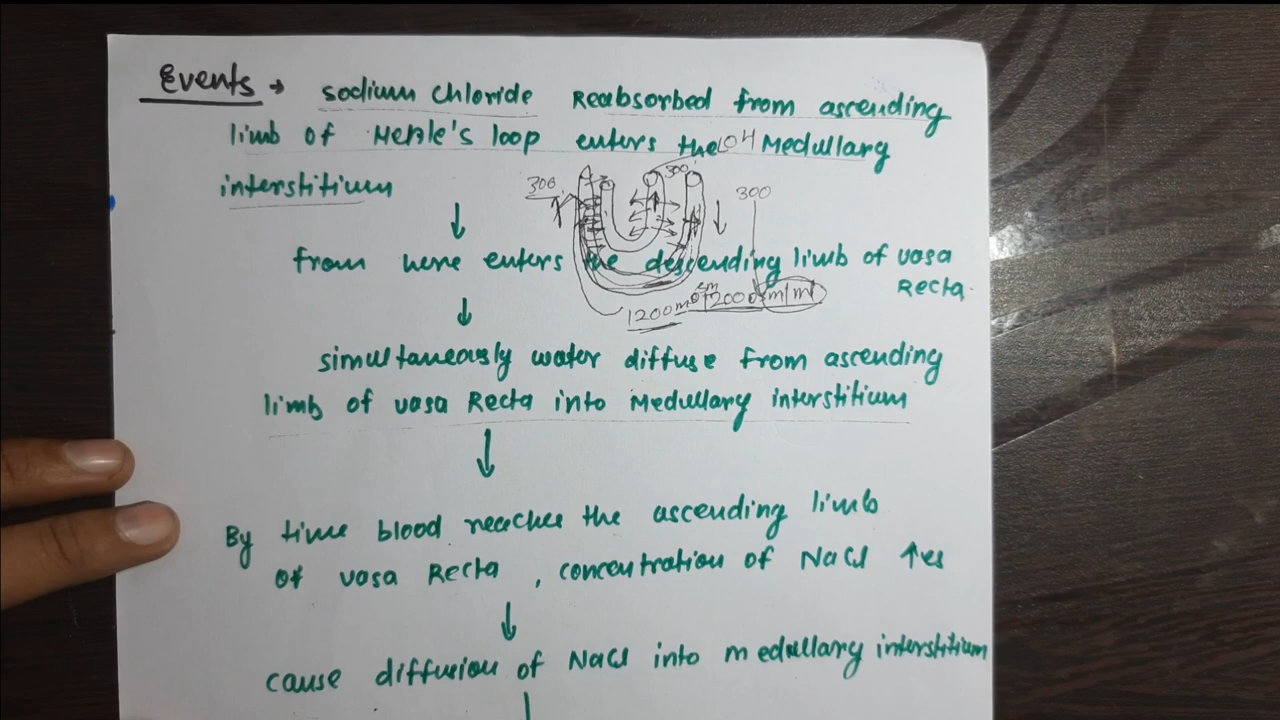 Events → sodium chloride Reabsorbed from ascending
limb of Henle's loop enters the LOH Medullary
interstitium
300 300 300
↓
from here enters the descending limb of vasa
Recta
1200 m
↓
simultaneously water diffuse from ascending
limb of vasa Recta into Medullary interstitium
↓
By time blood reaches the ascending limb
of vasa Recta , concentration of NaCl ↑es
↓
cause diffusion of NaCl into medullary interstitium